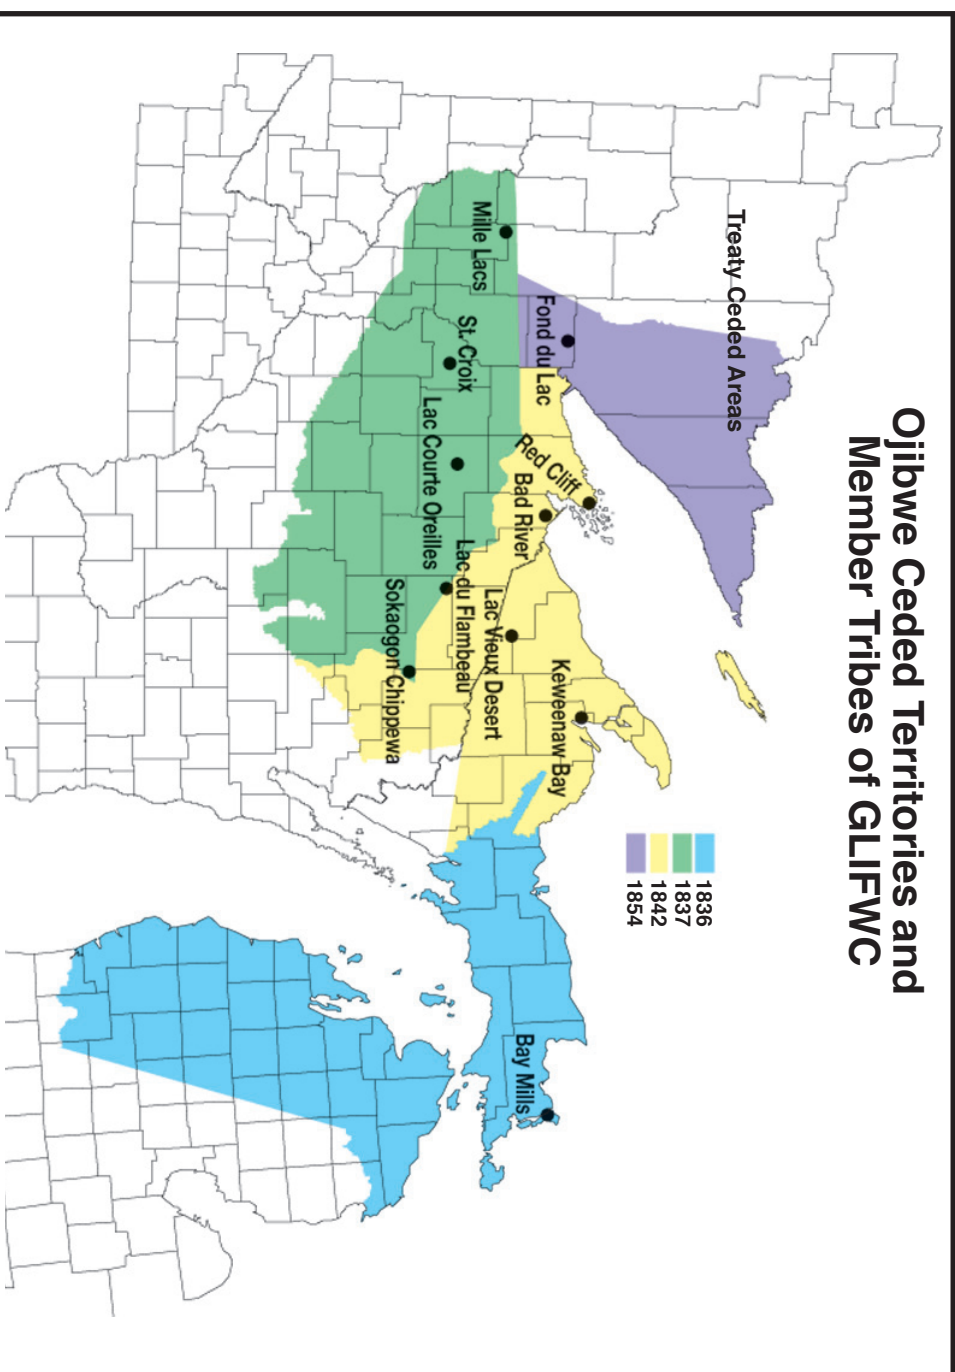 Ojibwe Ceded Territories and
Member Tribes of GLIFWC
Treaty Ceded Areas
1836
1837
1842
1854
Fond du Lac
Mille Lacs
St. Croix
Lac Courte Oreilles
Red Cliff
Bad River
Lac du Flambeau
Lac Vieux Desert
Sokaogon Chippewa
Keweenaw Bay
Bay Mills